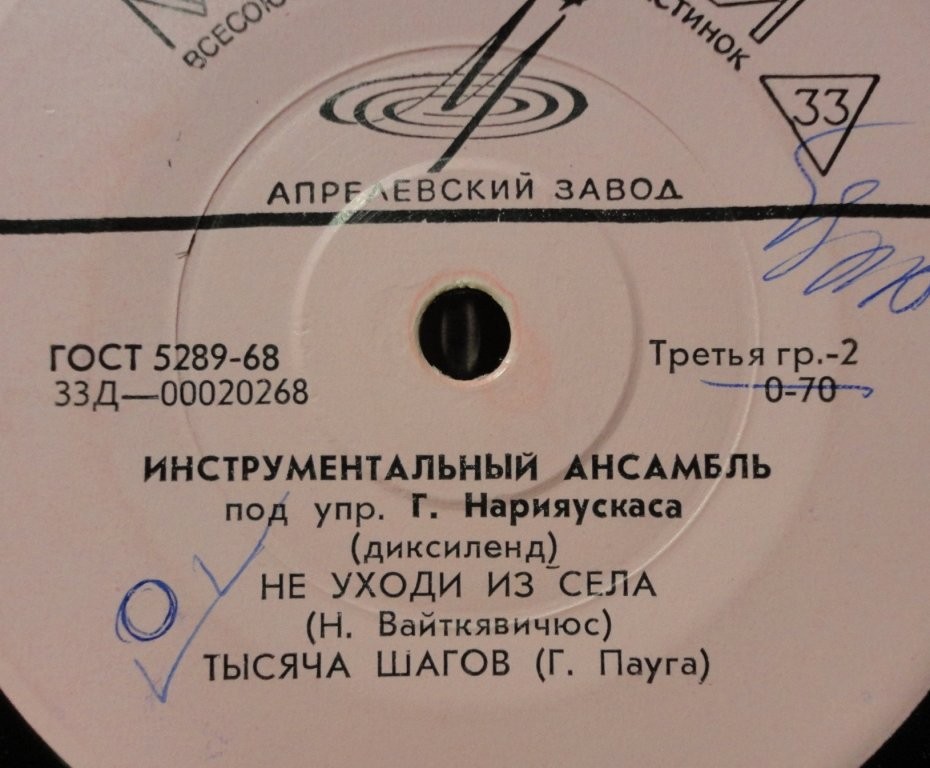 ВСЕСОЮ
СТИНОК
33
АПРЕЛЕВСКИЙ ЗАВОД
ГОСТ 5289-68
Третья гр.-2
33Д—00020268
0-70
ИНСТРУМЕНТАЛЬНЫЙ АНСАМБЛЬ
под упр. Г. Нарияускаса
(диксиленд)
НЕ УХОДИ ИЗ СЕЛА
(Н. Вайткявичюс)
ТЫСЯЧА ШАГОВ (Г. Пауга)